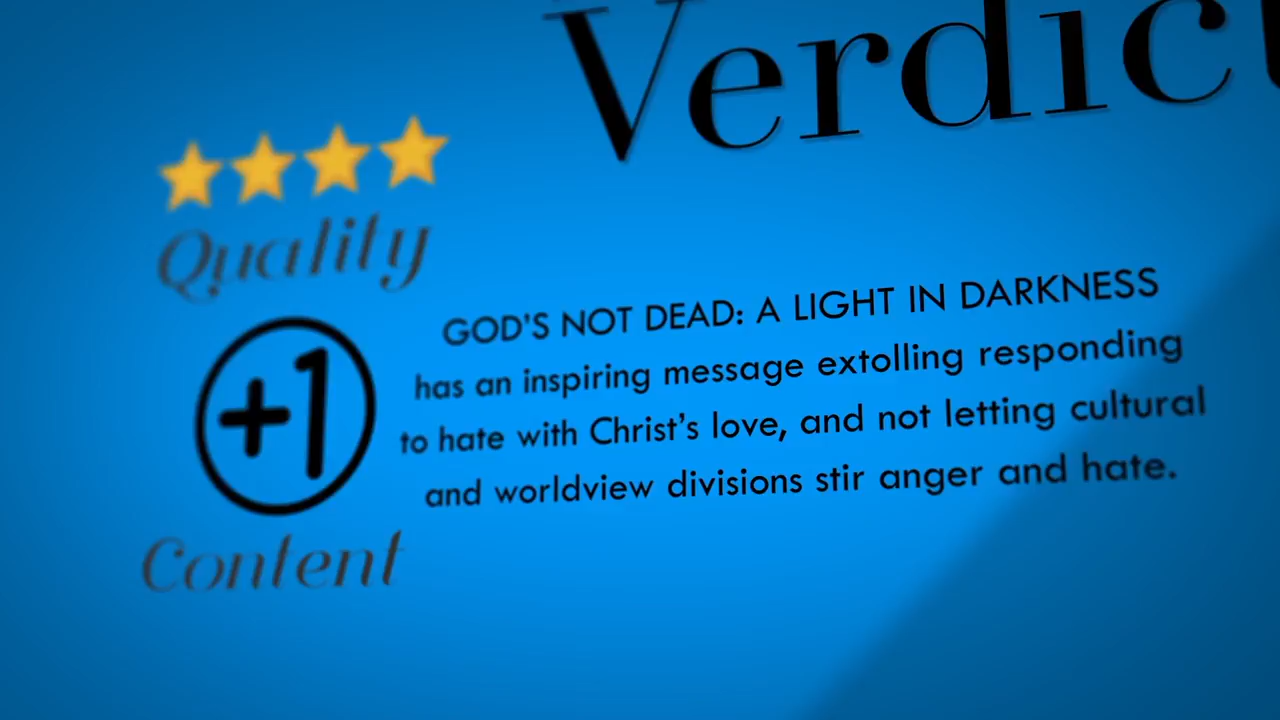 Verdict
Quality
GOD'S NOT DEAD: A LIGHT IN DARKNESS
has an inspiring message extolling responding
+1
to hate with Christ's love, and not letting cultural
and worldview divisions stir anger and hate.
Content